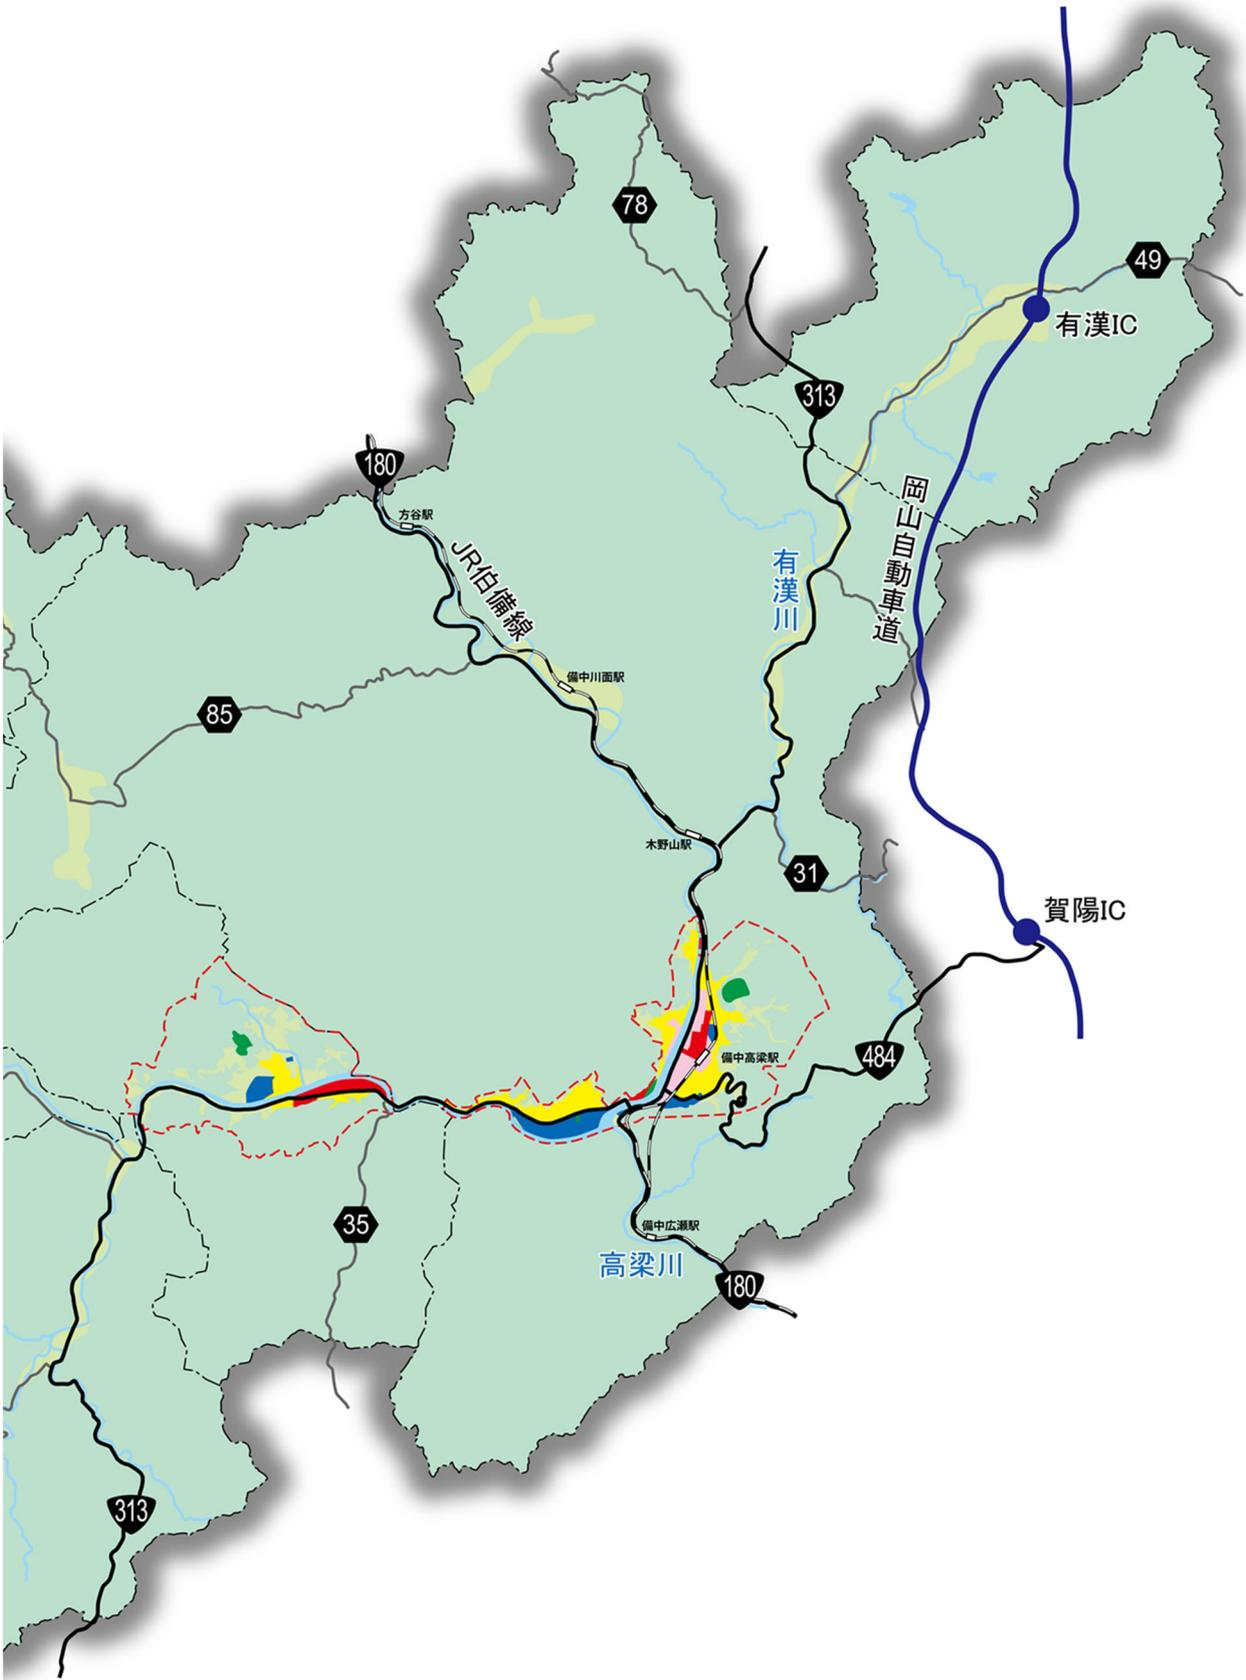 78
49
有漢IC
313
180
方谷駅
JR伯備線
岡山自動車道
有漢川
備中川面駅
85
木野山駅
31
賀陽IC
備中高梁駅
484
35
備中広瀬駅
高梁川
180
313